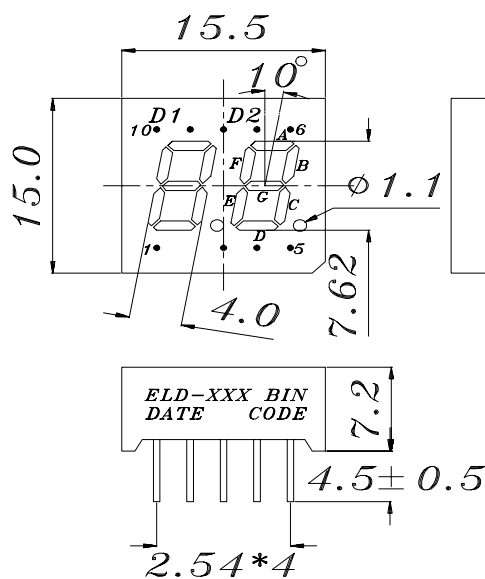 15.5
10°
D1 D2
10 6
A
F B
15.0
G
ø 1.1
E C
D
1 5
7.62
4.0
ELD-XXX BIN
DATE CODE
7.2
4.5± 0.5
2.54*4